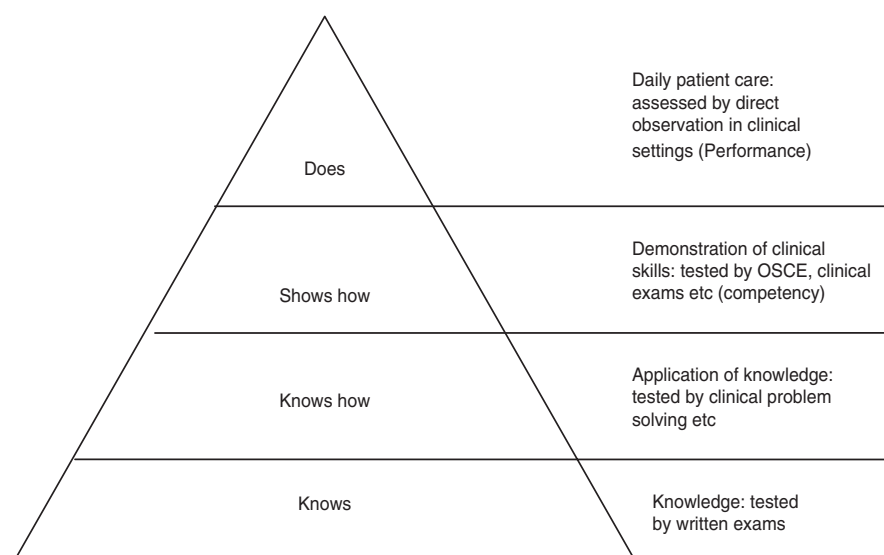 Does
Daily patient care:
assessed by direct
observation in clinical
settings (Performance)
Shows how
Demonstration of clinical
skills: tested by OSCE, clinical
exams etc (competency)
Knows how
Application of knowledge:
tested by clinical problem
solving etc
Knows
Knowledge: tested
by written exams